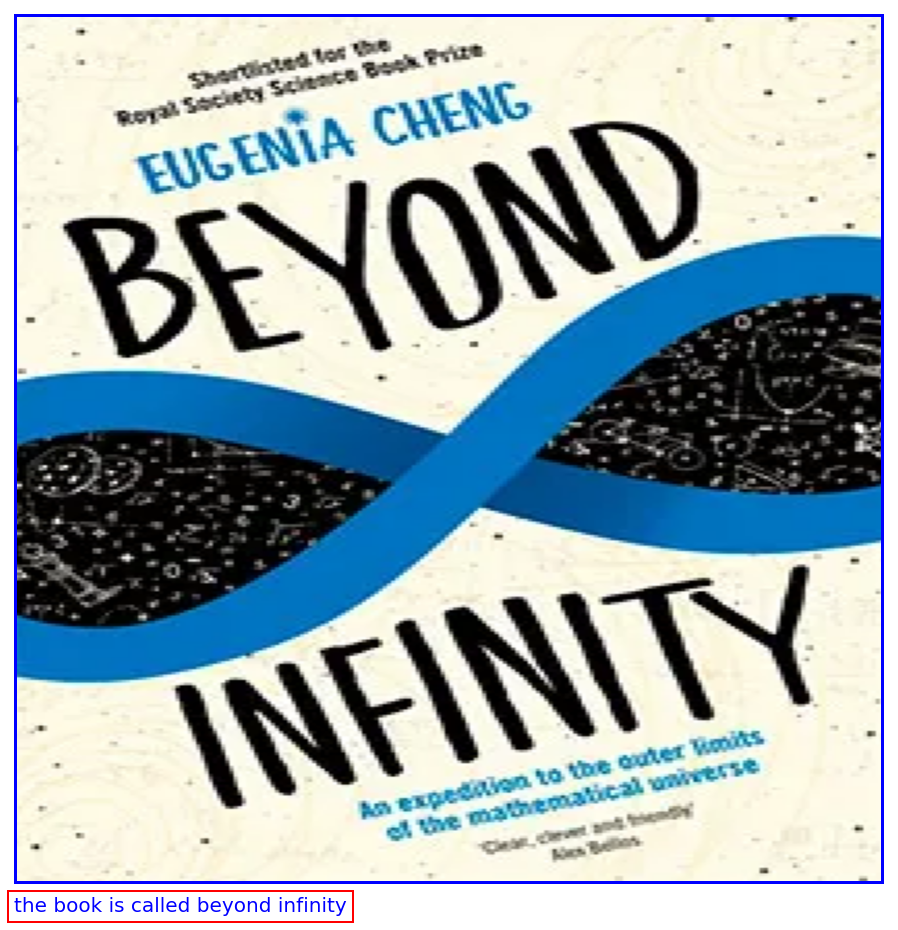 Shortlisted for the
Royal Society Science Book Prize
EUGENIA CHENG
BEYOND
INFINITY
An expedition to the outer limits
of the mathematical universe
'Clear, clever and friendly'
Alex Bellos
the book is called beyond infinity